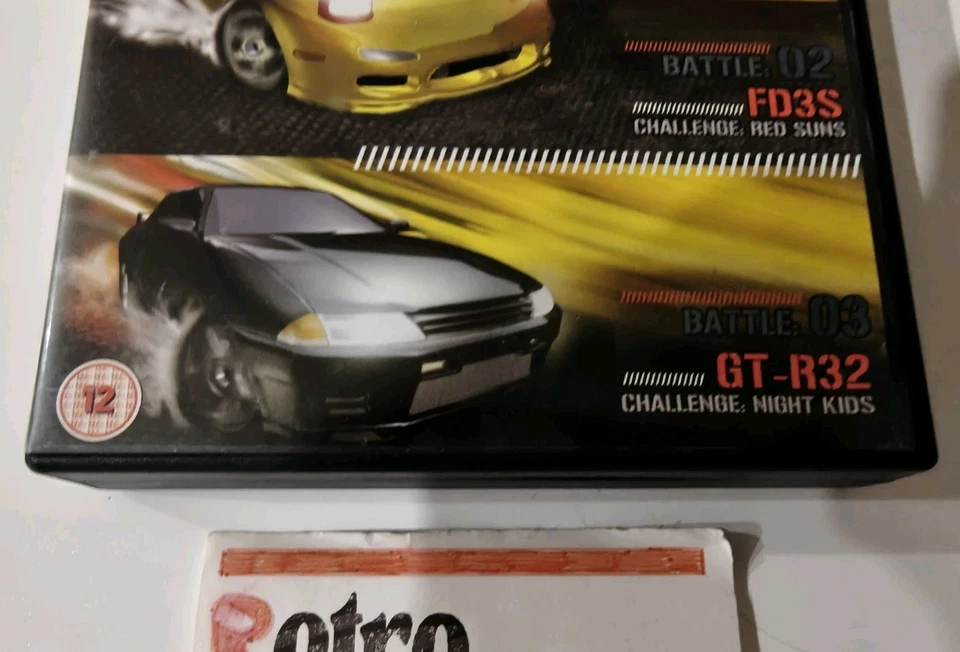 BATTLE: 02
FD3S
CHALLENGE: RED SUNS
BATTLE: 03
GT-R32
CHALLENGE: NIGHT KIDS
12
Retro